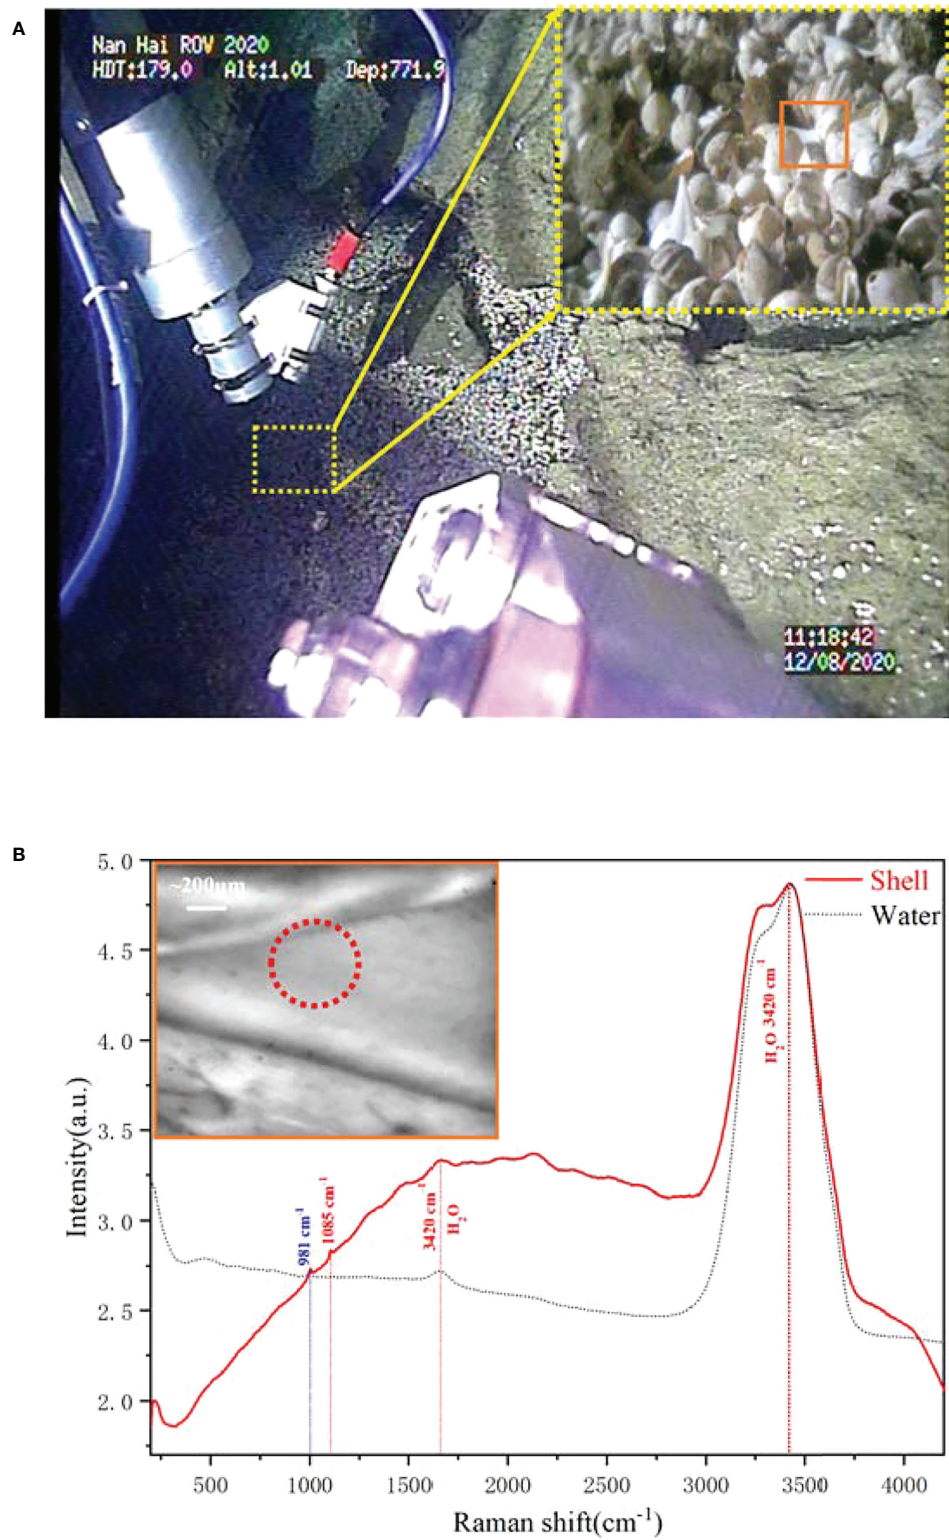 A
Nan Hai ROV 2020
HDT:179.0 Alt:1.01 Dep:771.9
11:18:42
12/08/2020
B
~200μm
Shell
Water
H₂O 3420 cm⁻¹
981 cm⁻¹
1085 cm⁻¹
3420 cm⁻¹
H₂O
Intensity(a.u.)
5.0
4.5
4.0
3.5
3.0
2.5
2.0
500 1000 1500 2000 2500 3000 3500 4000
Raman shift(cm⁻¹)